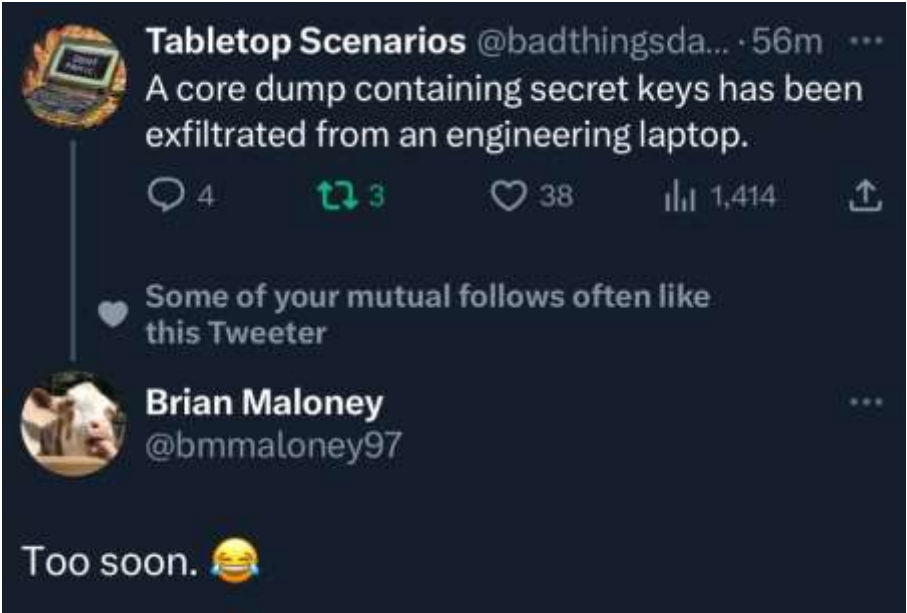 Tabletop Scenarios @badthingsda... · 56m
A core dump containing secret keys has been
exfiltrated from an engineering laptop.
4 3 38 1,414
Some of your mutual follows often like
this Tweeter
Brian Maloney
@bmmaloney97
Too soon. 😂